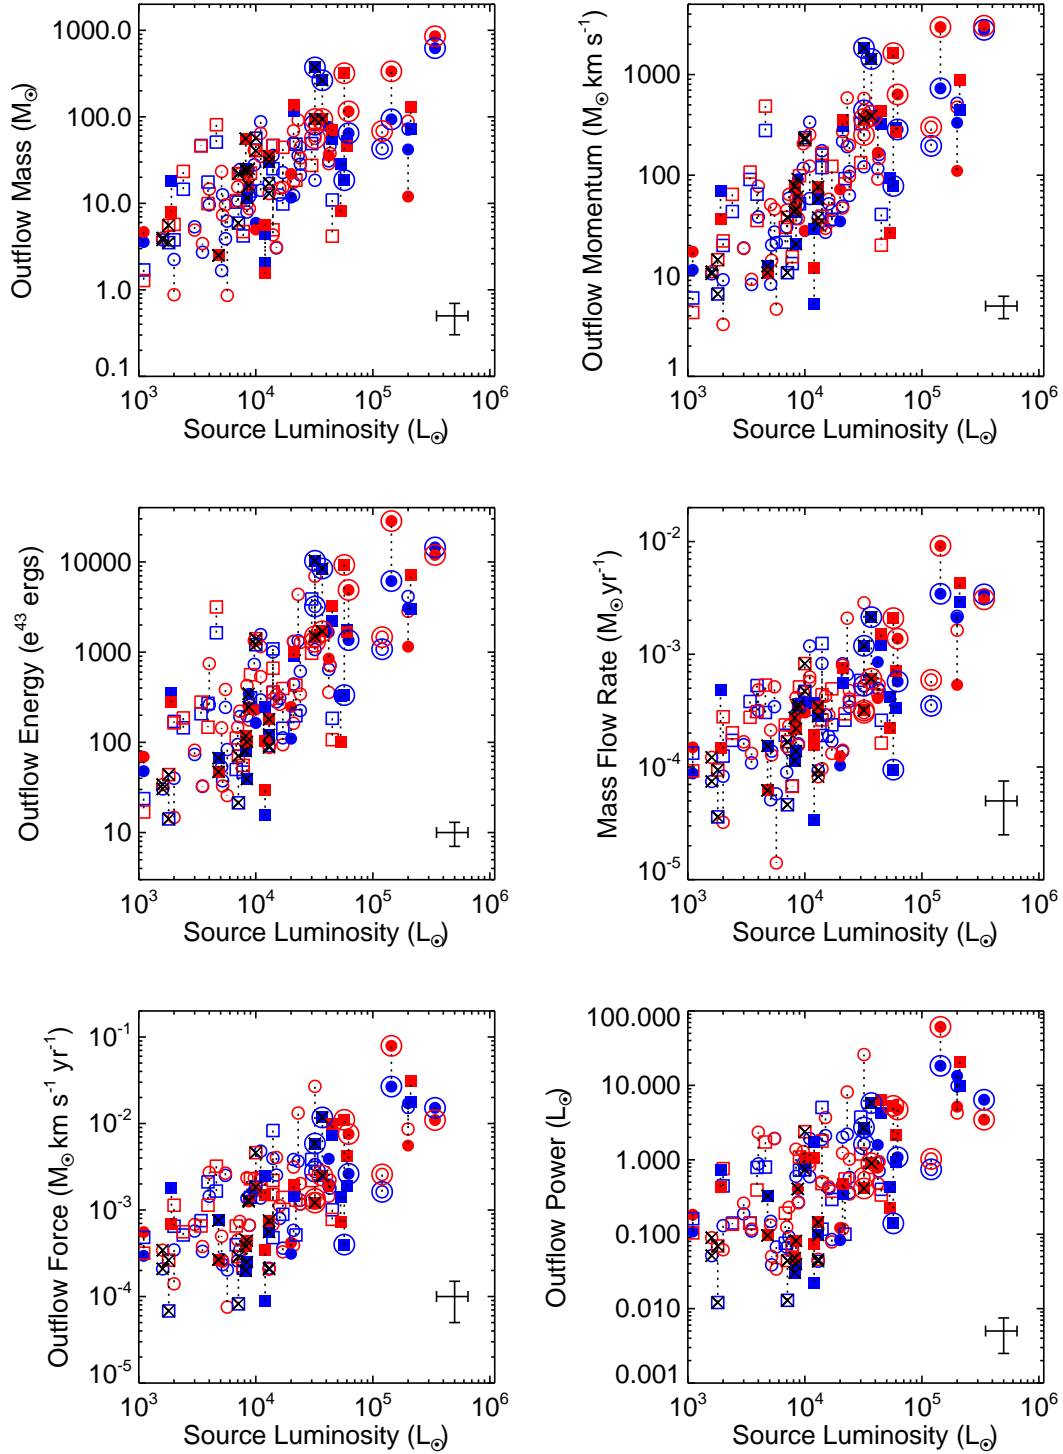 1000.0
100.0
10.0
1.0
0.1
Outflow Mass (M⊙)
10³ 10⁴ 10⁵ 10⁶
Source Luminosity (L⊙)
1000
100
10
1
Outflow Momentum (M⊙ km s⁻¹)
10³ 10⁴ 10⁵ 10⁶
Source Luminosity (L⊙)
10000
1000
100
10
Outflow Energy (e⁴³ ergs)
10³ 10⁴ 10⁵ 10⁶
Source Luminosity (L⊙)
10⁻²
10⁻³
10⁻⁴
10⁻⁵
Mass Flow Rate (M⊙ yr⁻¹)
10³ 10⁴ 10⁵ 10⁶
Source Luminosity (L⊙)
10⁻¹
10⁻²
10⁻³
10⁻⁴
10⁻⁵
Outflow Force (M⊙ km s⁻¹ yr⁻¹)
10³ 10⁴ 10⁵ 10⁶
Source Luminosity (L⊙)
100.000
10.000
1.000
0.100
0.010
0.001
Outflow Power (L⊙)
10³ 10⁴ 10⁵ 10⁶
Source Luminosity (L⊙)